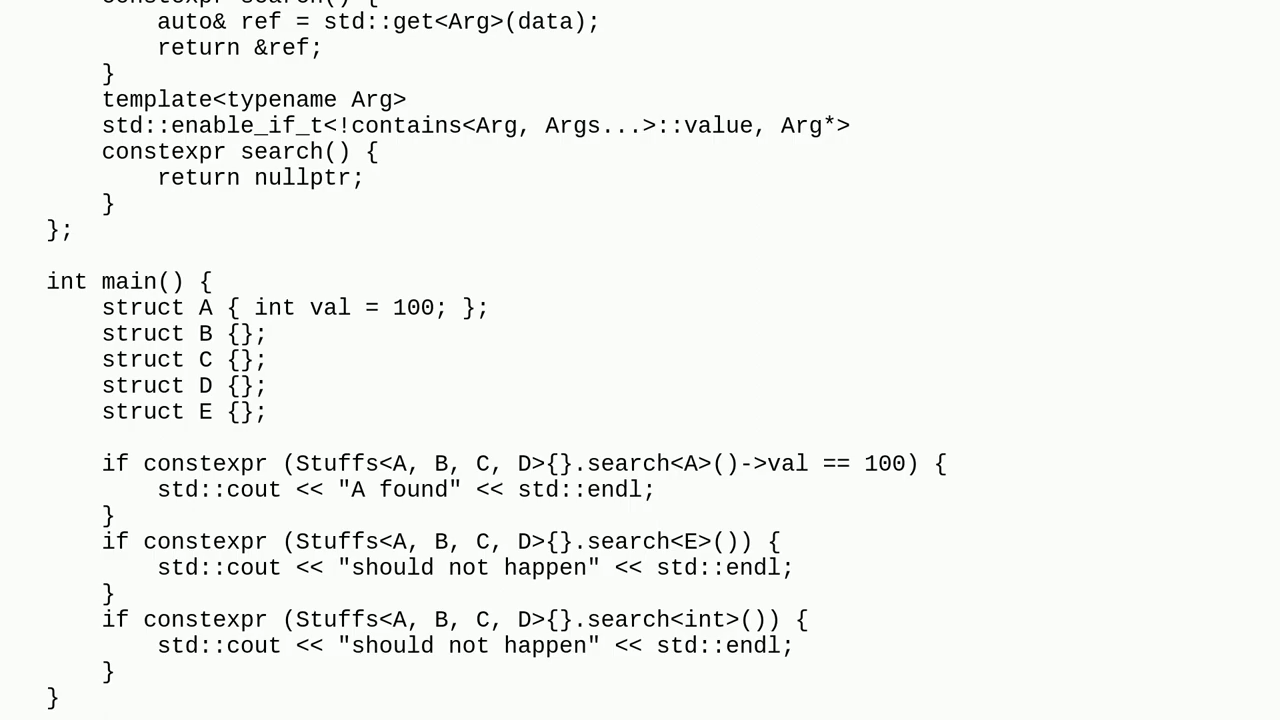 constexpr search() {
auto& ref = std::get<Arg>(data);
return &ref;
}
template<typename Arg>
std::enable_if_t<!contains<Arg, Args...>::value, Arg*>
constexpr search() {
return nullptr;
}
};
int main() {
struct A { int val = 100; };
struct B {};
struct C {};
struct D {};
struct E {};
if constexpr (Stuffs<A, B, C, D>{}.search<A>()->val == 100) {
std::cout << "A found" << std::endl;
}
if constexpr (Stuffs<A, B, C, D>{}.search<E>()) {
std::cout << "should not happen" << std::endl;
}
if constexpr (Stuffs<A, B, C, D>{}.search<int>()) {
std::cout << "should not happen" << std::endl;
}
}